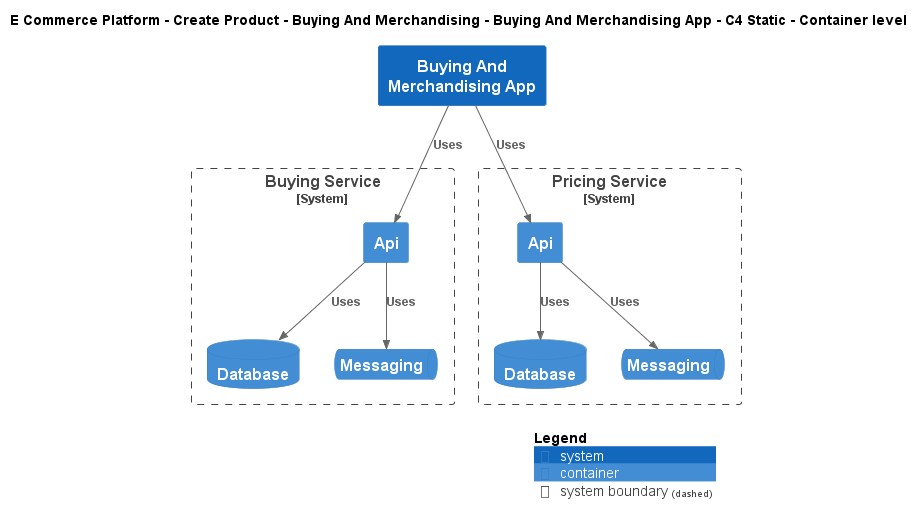 E Commerce Platform - Create Product - Buying And Merchandising - Buying And Merchandising App - C4 Static - Container level
Buying And
Merchandising App
Uses
Uses
Buying Service
[System]
Pricing Service
[System]
Api
Api
Uses
Uses
Uses
Uses
Database
Messaging
Database
Messaging
Legend
system
container
system boundary (dashed)